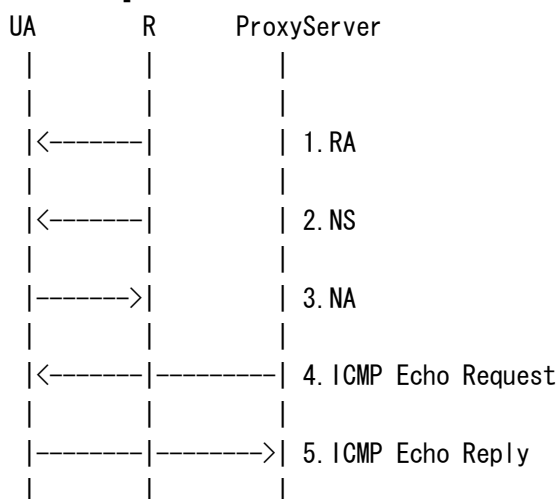 UA R ProxyServer
| | |
| | |
|<-------| | 1.RA
| | |
|<-------| | 2.NS
| | |
|------->| | 3.NA
| | |
|<-------|---------| 4.ICMP Echo Request
| | |
|--------|-------->| 5.ICMP Echo Reply
| | |